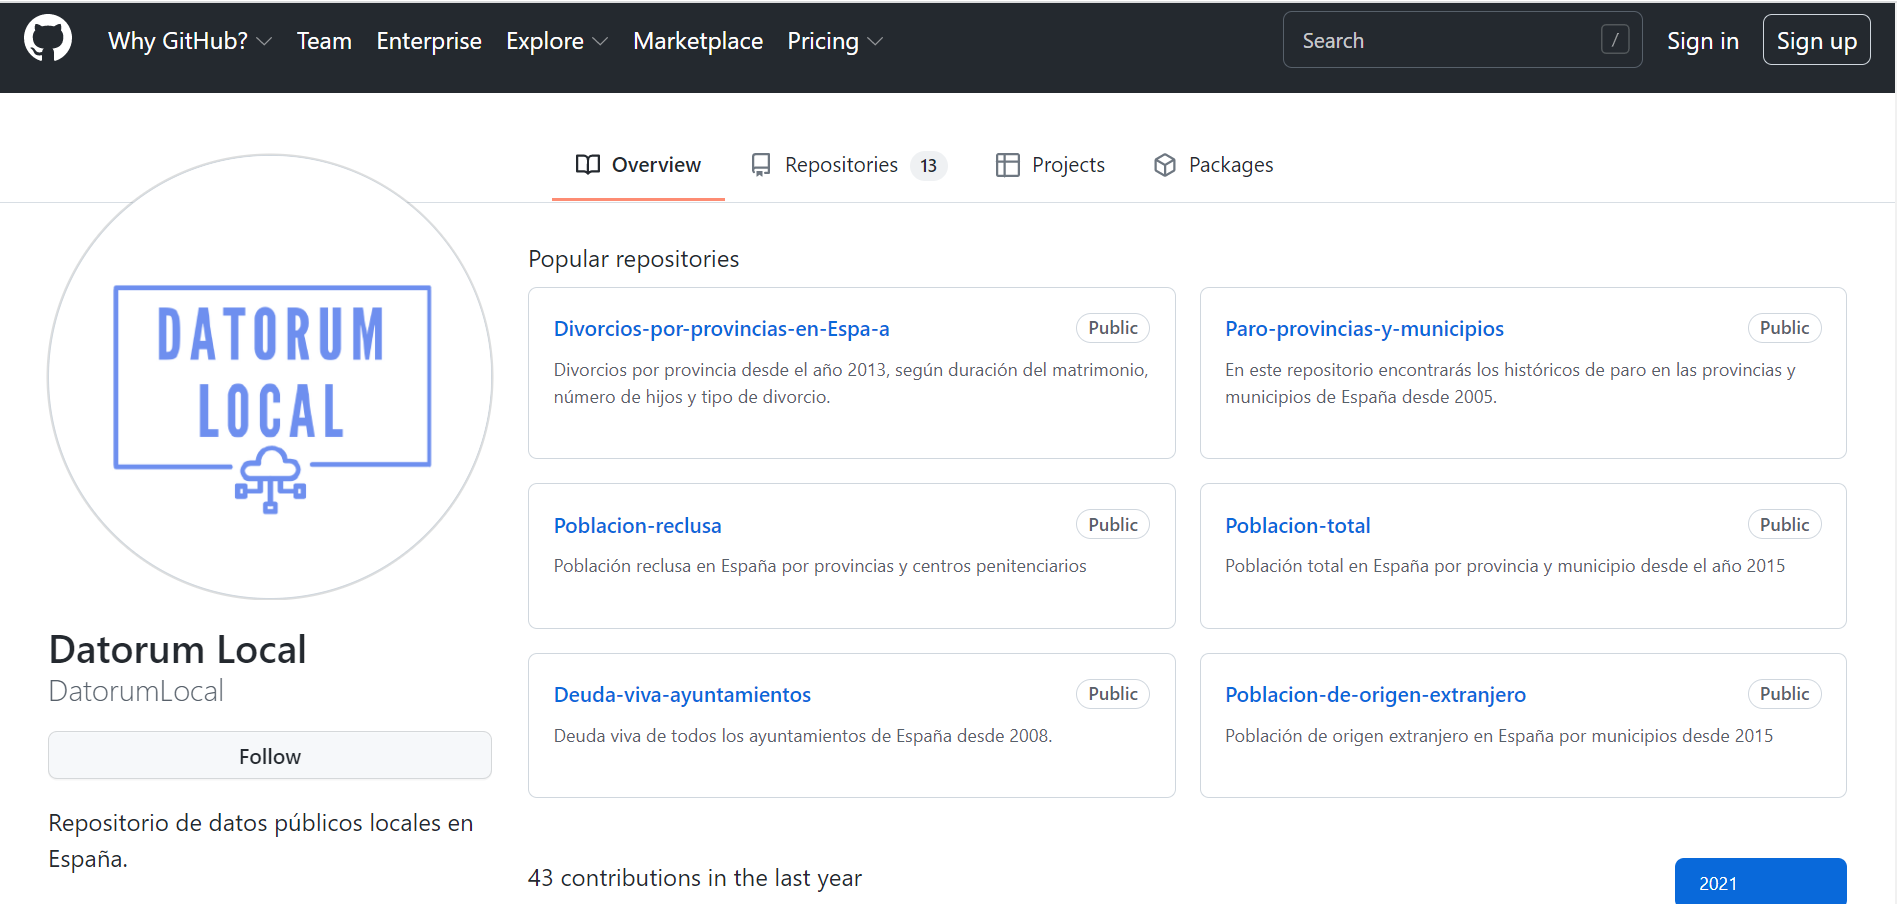 Why GitHub? Team Enterprise Explore Marketplace Pricing Search / Sign in Sign up
Overview Repositories 13 Projects Packages
DATORUM
LOCAL
Datorum Local
DatorumLocal
Follow
Repositorio de datos públicos locales en
España.
Popular repositories
Divorcios-por-provincias-en-Espa-a Public
Divorcios por provincia desde el año 2013, según duración del matrimonio,
número de hijos y tipo de divorcio.
Paro-provincias-y-municipios Public
En este repositorio encontrarás los históricos de paro en las provincias y
municipios de España desde 2005.
Poblacion-reclusa Public
Población reclusa en España por provincias y centros penitenciarios
Poblacion-total Public
Población total en España por provincia y municipio desde el año 2015
Deuda-viva-ayuntamientos Public
Deuda viva de todos los ayuntamientos de España desde 2008.
Poblacion-de-origen-extranjero Public
Población de origen extranjero en España por municipios desde 2015
43 contributions in the last year
2021